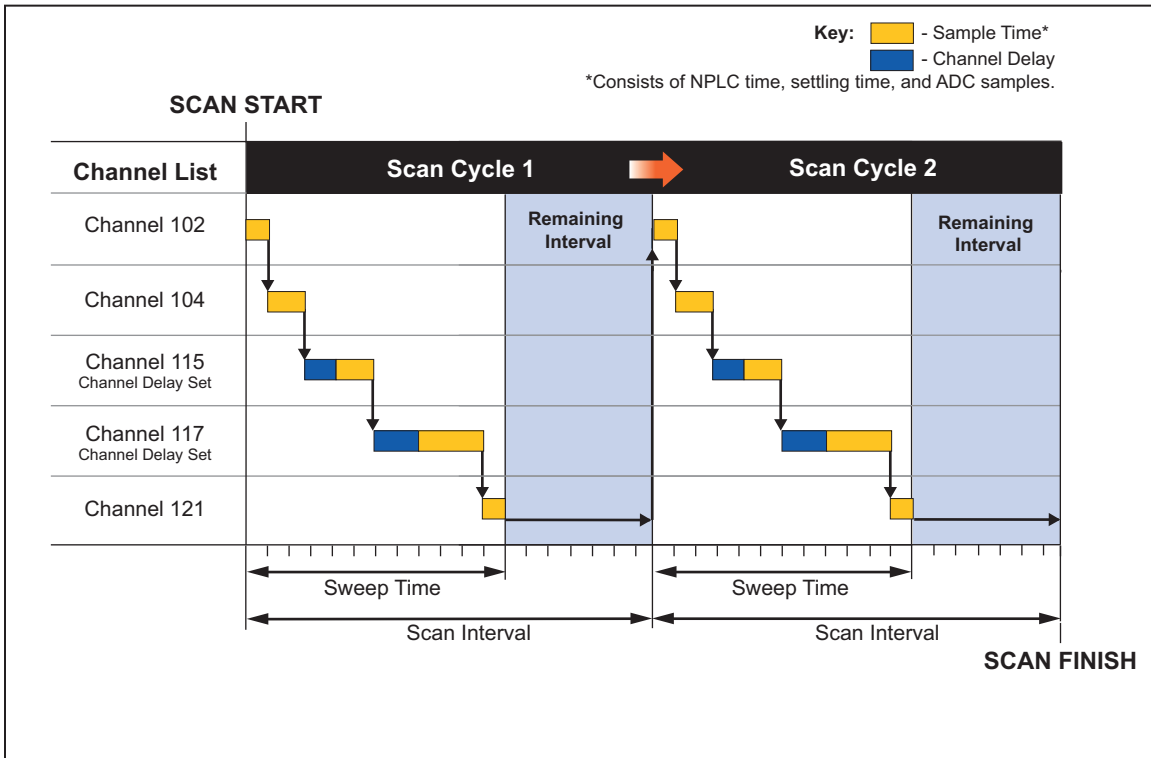 Key:
- Sample Time*
- Channel Delay
*Consists of NPLC time, settling time, and ADC samples.
SCAN START
Channel List
Scan Cycle 1
Scan Cycle 2
Channel 102
Remaining
Interval
Remaining
Interval
Channel 104
Channel 115
Channel Delay Set
Channel 117
Channel Delay Set
Channel 121
Sweep Time
Sweep Time
Scan Interval
Scan Interval
SCAN FINISH